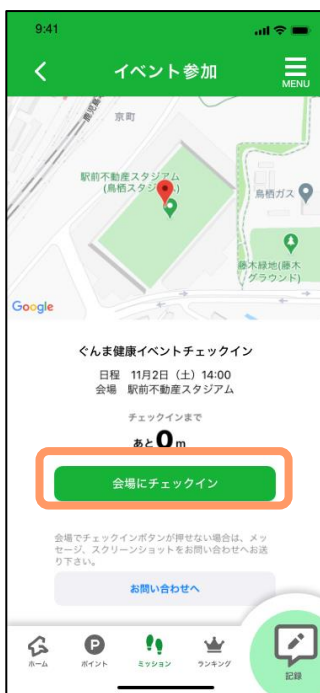 9:41
イベント参加
MENU
鹿児島本
京町
駅前不動産スタジアム
(鳥栖スタジアム)
鳥栖ガス
藤木緑地(藤木
グラウンド)
Google
ぐんま健康イベントチェックイン
日程 11月2日（土）14:00
会場 駅前不動産スタジアム
チェックインまで
あと0m
会場にチェックイン
会場でチェックインボタンが押せない場合は、メッ
セージ、スクリーンショットをお問い合わせへお送
り下さい。
お問い合わせへ
ホーム
ポイント
ミッション
ランキング
記録